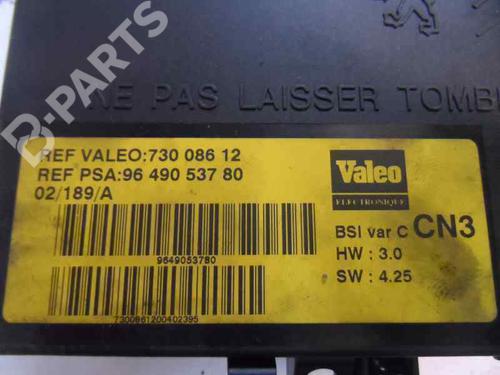 B-PARTS
NE PAS LAISSER TOMBE
REF VALEO:730 086 12
REF PSA:96 490 537 80
02/189/A
Valeo
ELECTRONIQUE
BSI var C CN3
HW : 3.0
SW : 4.25
9649053780
7300861200402395